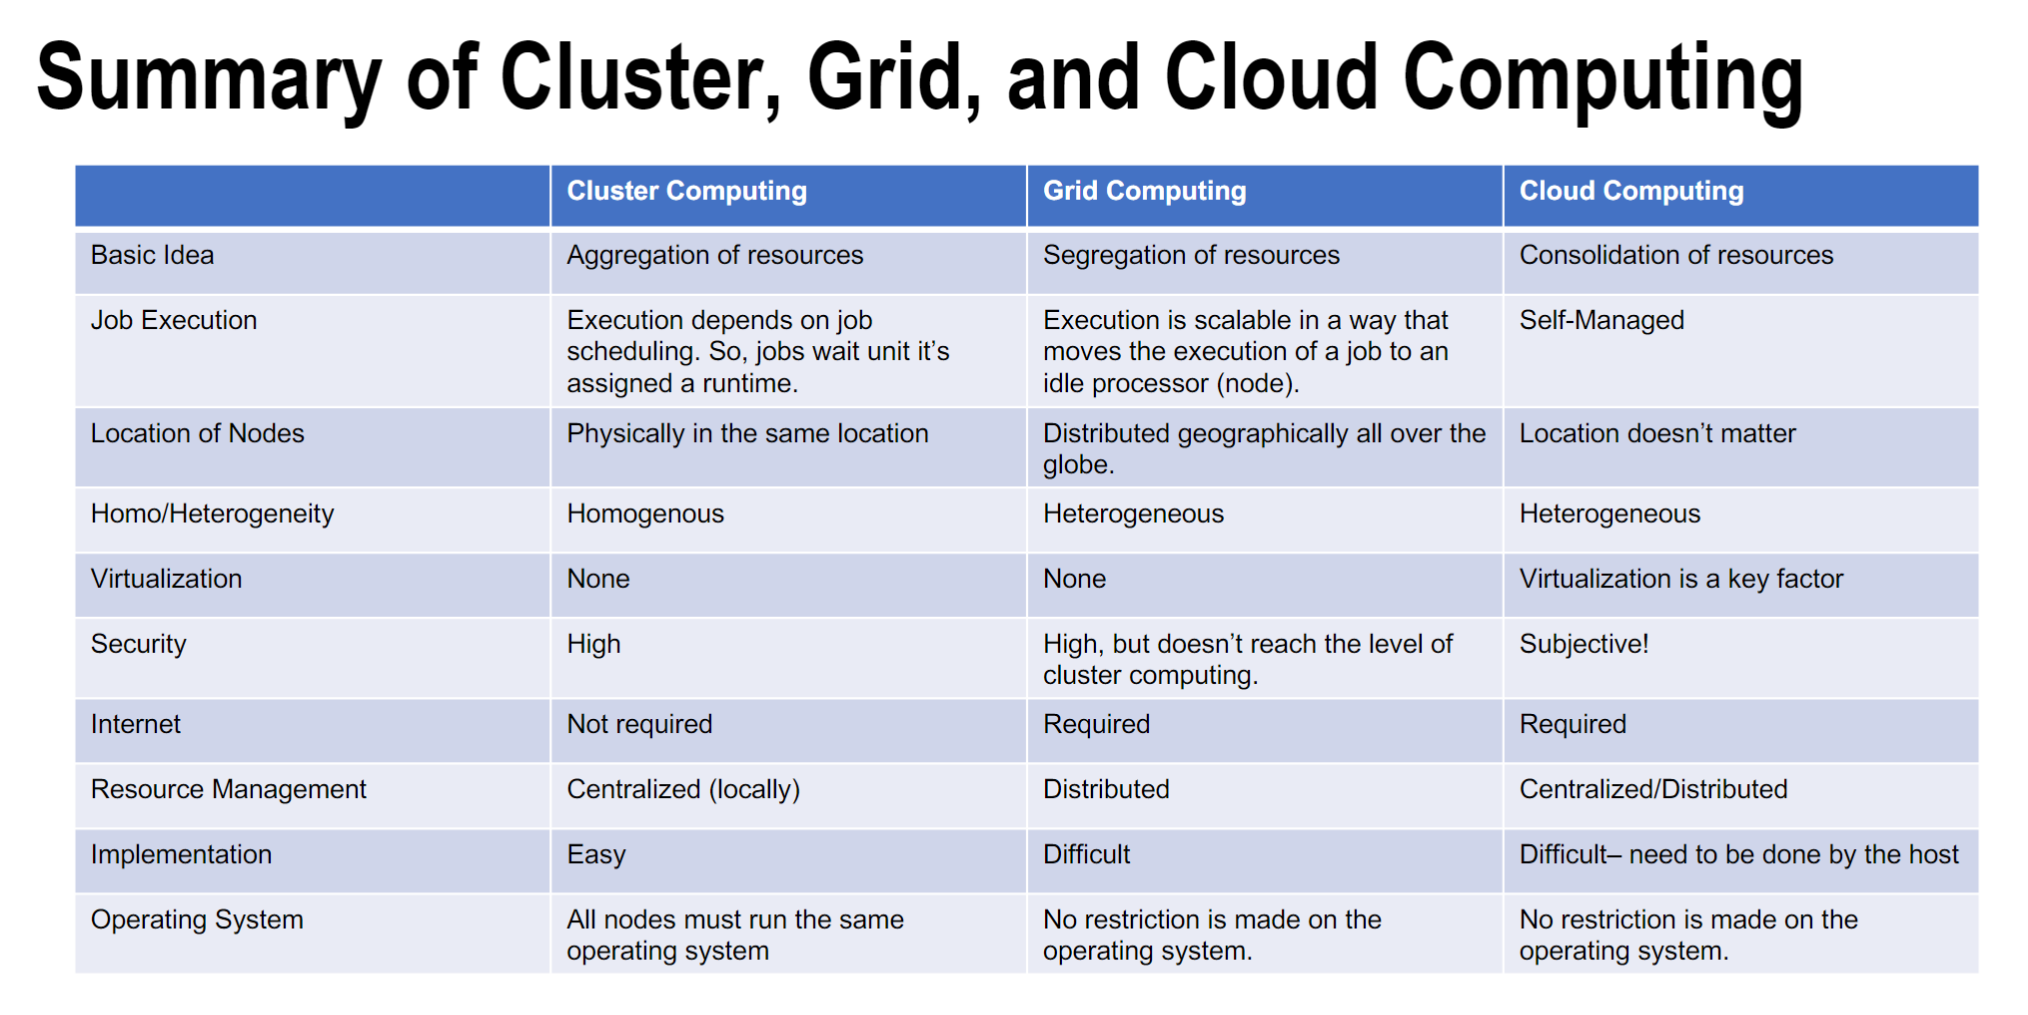 Summary of Cluster, Grid, and Cloud Computing
Cluster Computing
Grid Computing
Cloud Computing
Basic Idea
Aggregation of resources
Segregation of resources
Consolidation of resources
Job Execution
Execution depends on job
scheduling. So, jobs wait unit it’s
assigned a runtime.
Execution is scalable in a way that
moves the execution of a job to an
idle processor (node).
Self-Managed
Location of Nodes
Physically in the same location
Distributed geographically all over the
globe.
Location doesn’t matter
Homo/Heterogeneity
Homogenous
Heterogeneous
Heterogeneous
Virtualization
None
None
Virtualization is a key factor
Security
High
High, but doesn’t reach the level of
cluster computing.
Subjective!
Internet
Not required
Required
Required
Resource Management
Centralized (locally)
Distributed
Centralized/Distributed
Implementation
Easy
Difficult
Difficult– need to be done by the host
Operating System
All nodes must run the same
operating system
No restriction is made on the
operating system.
No restriction is made on the
operating system.